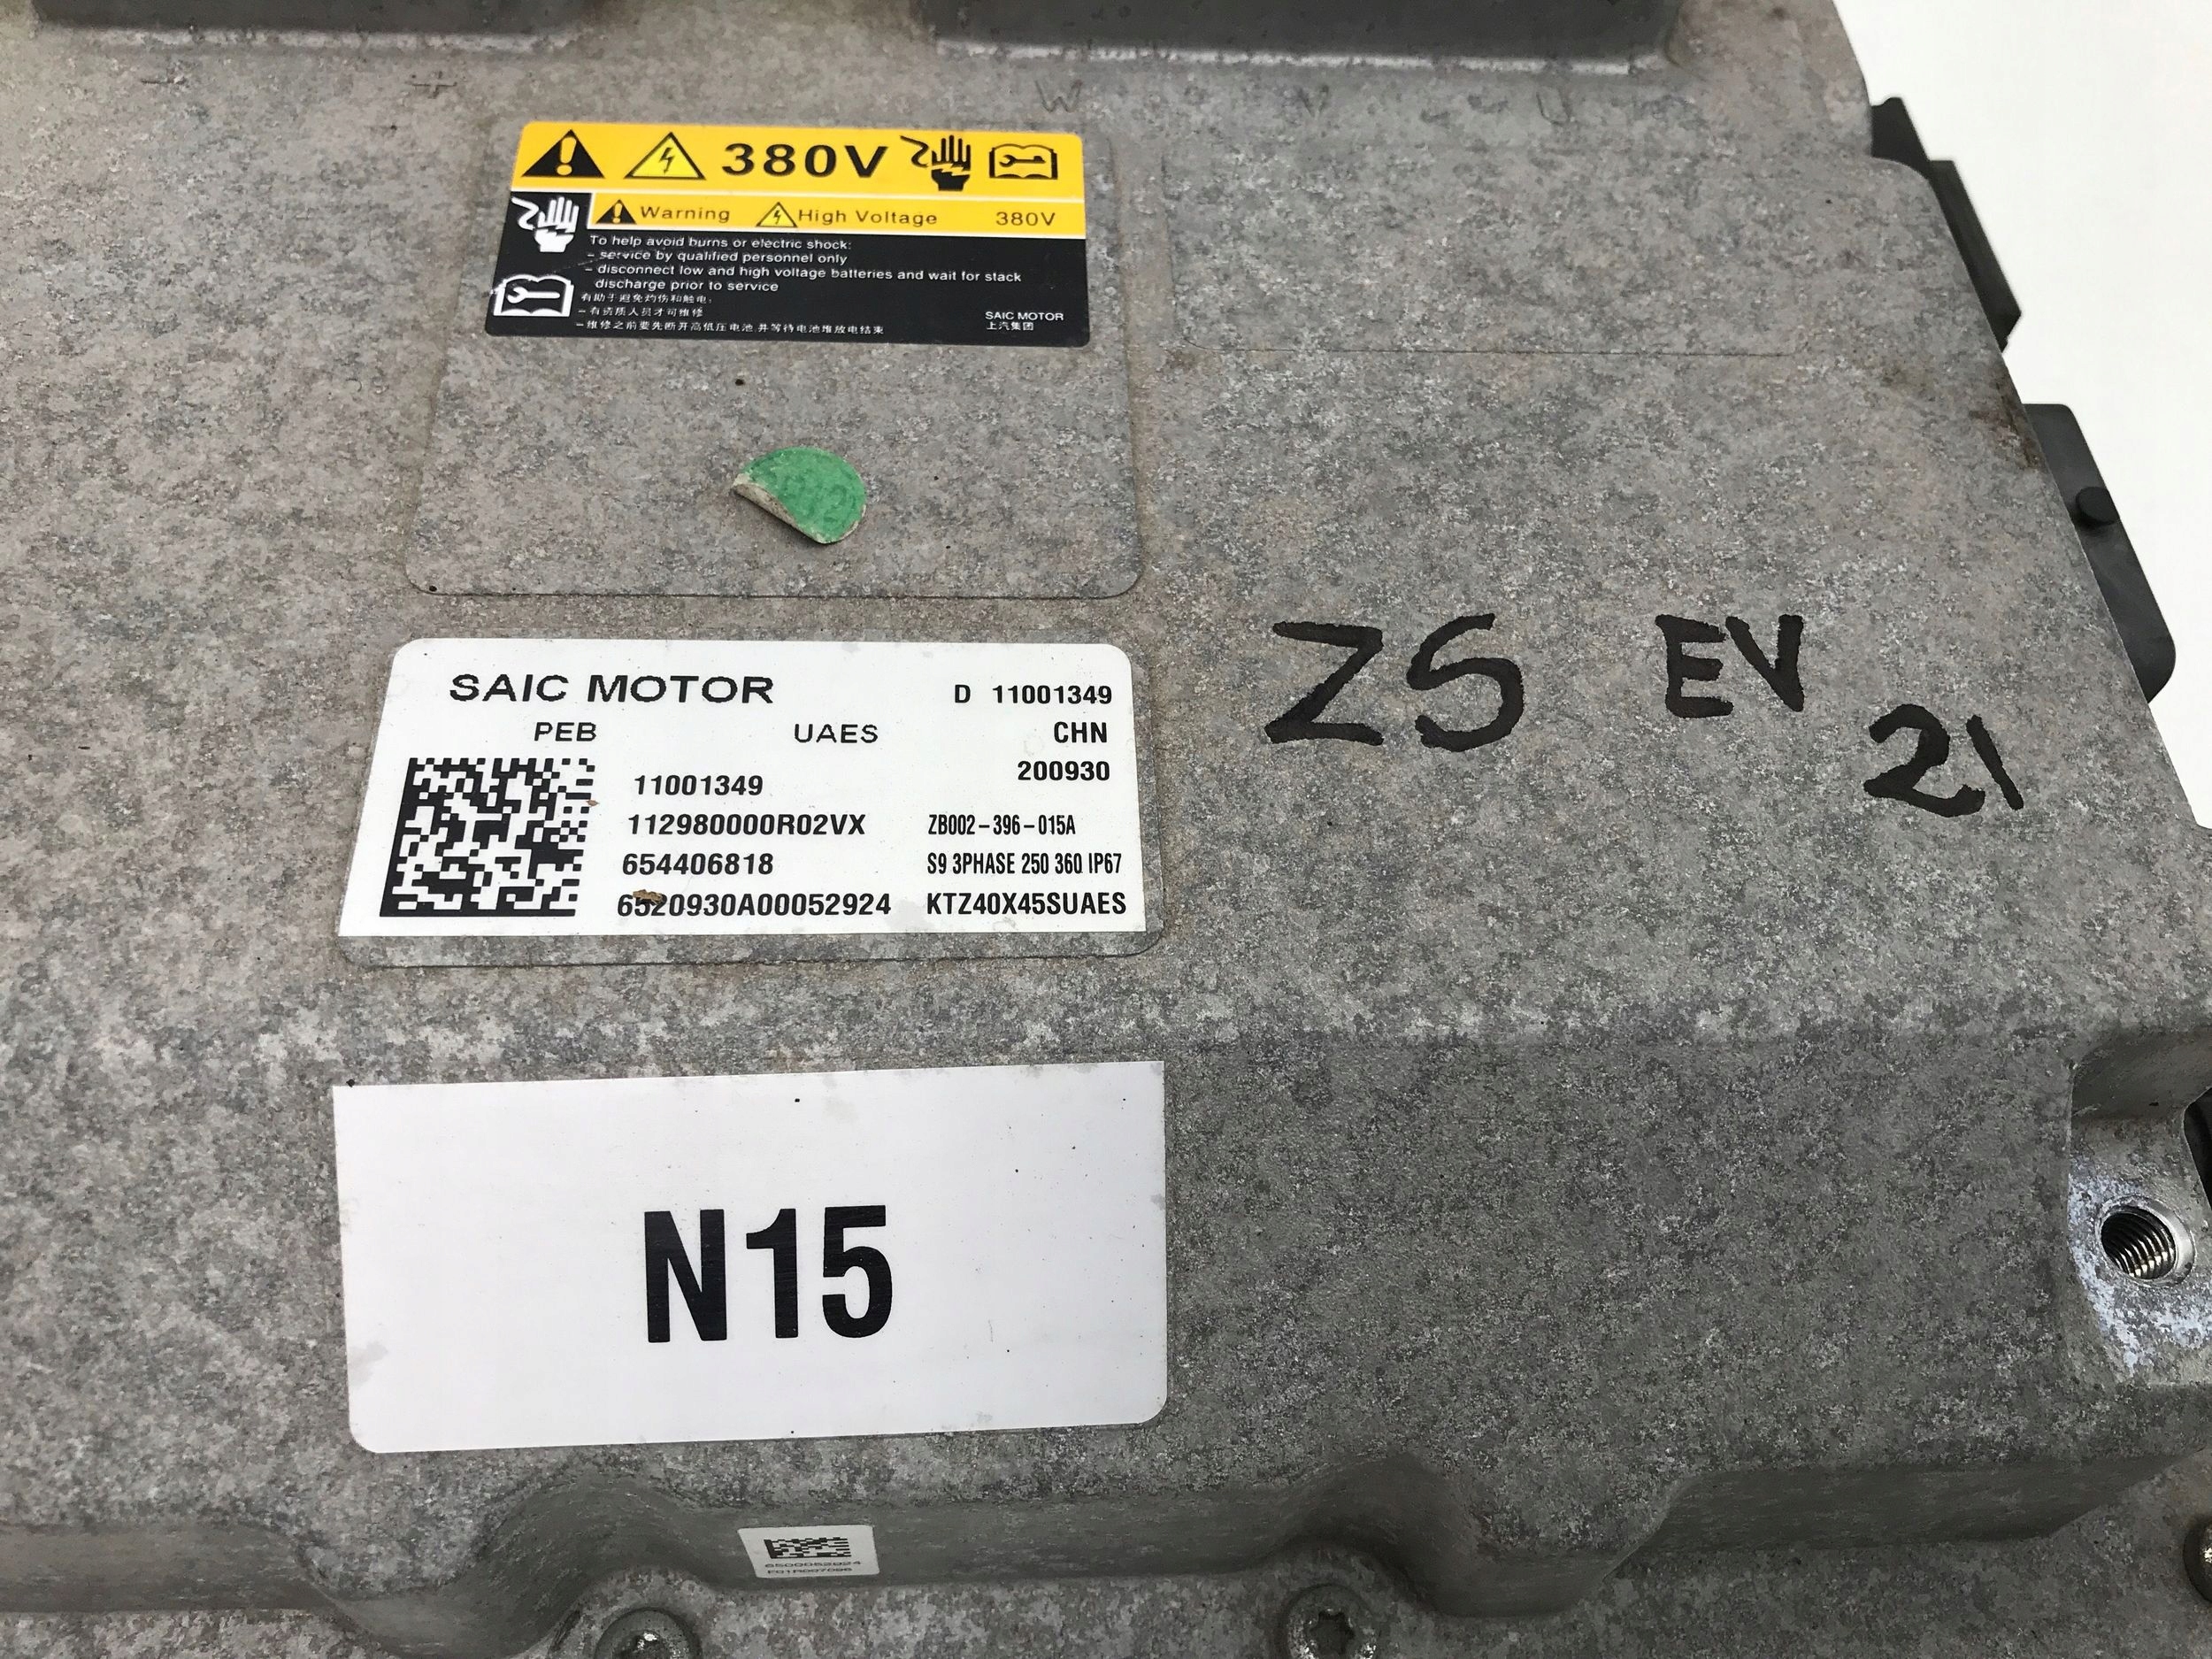 W V U
380V
Warning High Voltage 380V
To help avoid burns or electric shock:
- service by qualified personnel only
- disconnect low and high voltage batteries and wait for stack
discharge prior to service
有助于避免灼伤和触电:
- 有资质人员才可维修
- 维修之前要先断开高低压电池 并等待电池堆放电结束
SAIC MOTOR
上汽集团
SAIC MOTOR D 11001349
PEB UAES CHN
200930
11001349
112980000R02VX ZB002-396-015A
654406818 S9 3PHASE 250 360 IP67
6520930A00052924 KTZ40X45SUAES
ZS EV 21
N15